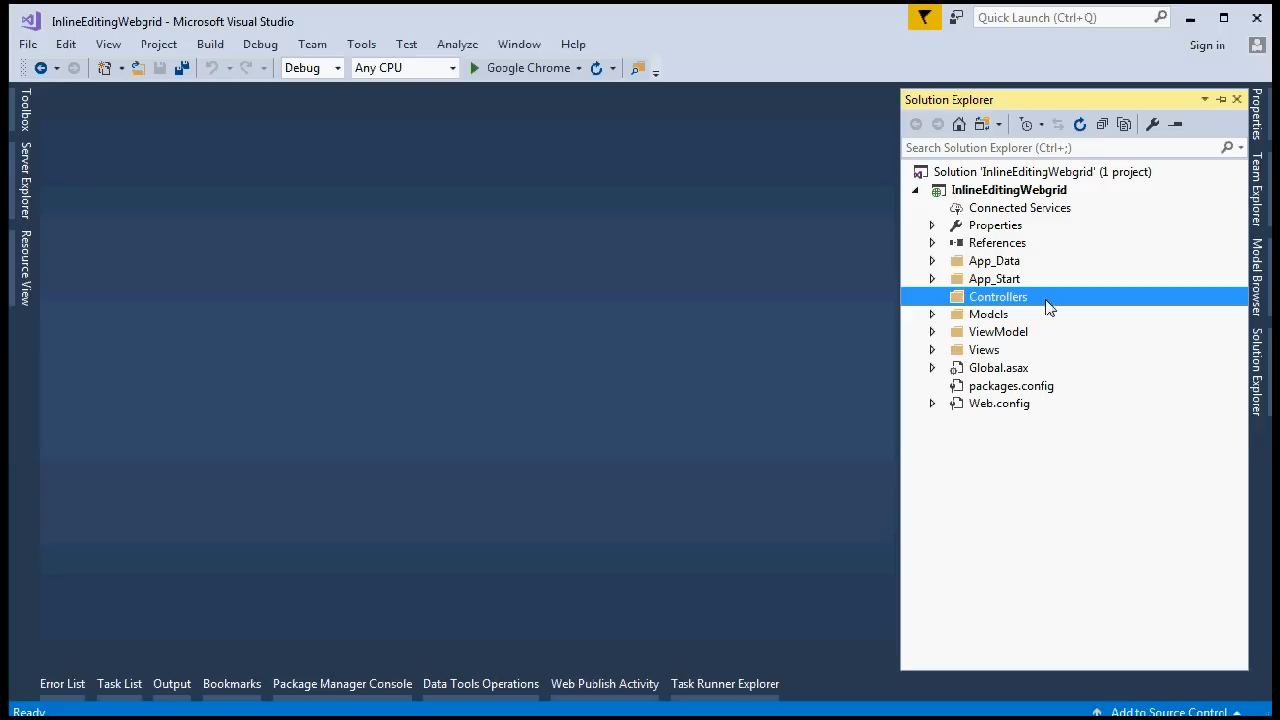 InlineEditingWebgrid - Microsoft Visual Studio
Quick Launch (Ctrl+Q)
File Edit View Project Build Debug Team Tools Test Analyze Window Help
Sign in
Debug Any CPU Google Chrome
Toolbox
Server Explorer
Resource View
Solution Explorer
Search Solution Explorer (Ctrl+;)
Solution 'InlineEditingWebgrid' (1 project)
InlineEditingWebgrid
Connected Services
Properties
References
App_Data
App_Start
Controllers
Models
ViewModel
Views
Global.asax
packages.config
Web.config
Properties
Team Explorer
Model Browser
Solution Explorer
Error List Task List Output Bookmarks Package Manager Console Data Tools Operations Web Publish Activity Task Runner Explorer
Ready
Add to Source Control